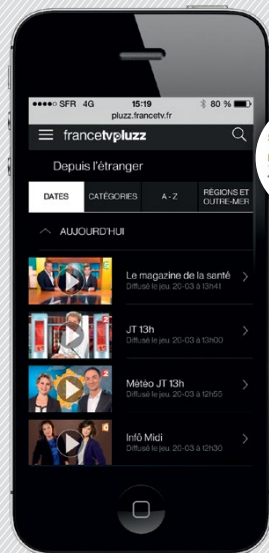 SFR 4G 15:19 80 %
pluzz.francetv.fr
francetvpluzz
Depuis l'étranger
DATES CATÉGORIES A - Z RÉGIONS ET
OUTRE-MER
AUJOURD'HUI
Le magazine de la santé
Diffusé le jeu. 20-03 à 13h41
JT 13h
Diffusé le jeu. 20-03 à 13h00
Météo JT 13h
Diffusé le jeu. 20-03 à 12h55
Infô Midi
Diffusé le jeu. 20-03 à 12h30